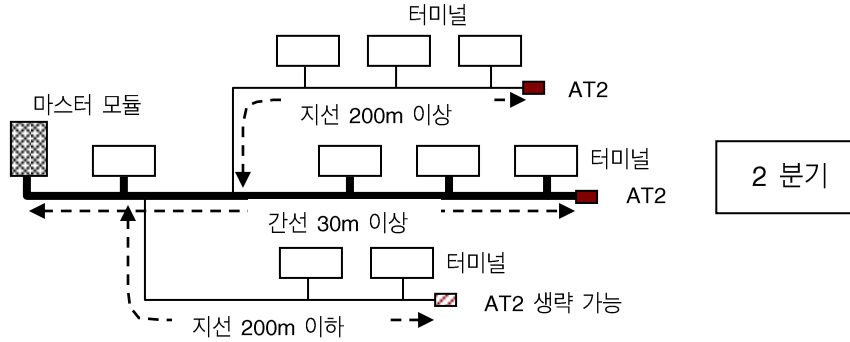 터미널
AT2
마스터 모듈
지선 200m 이상
터미널
2 분기
AT2
간선 30m 이상
터미널
AT2 생략 가능
지선 200m 이하